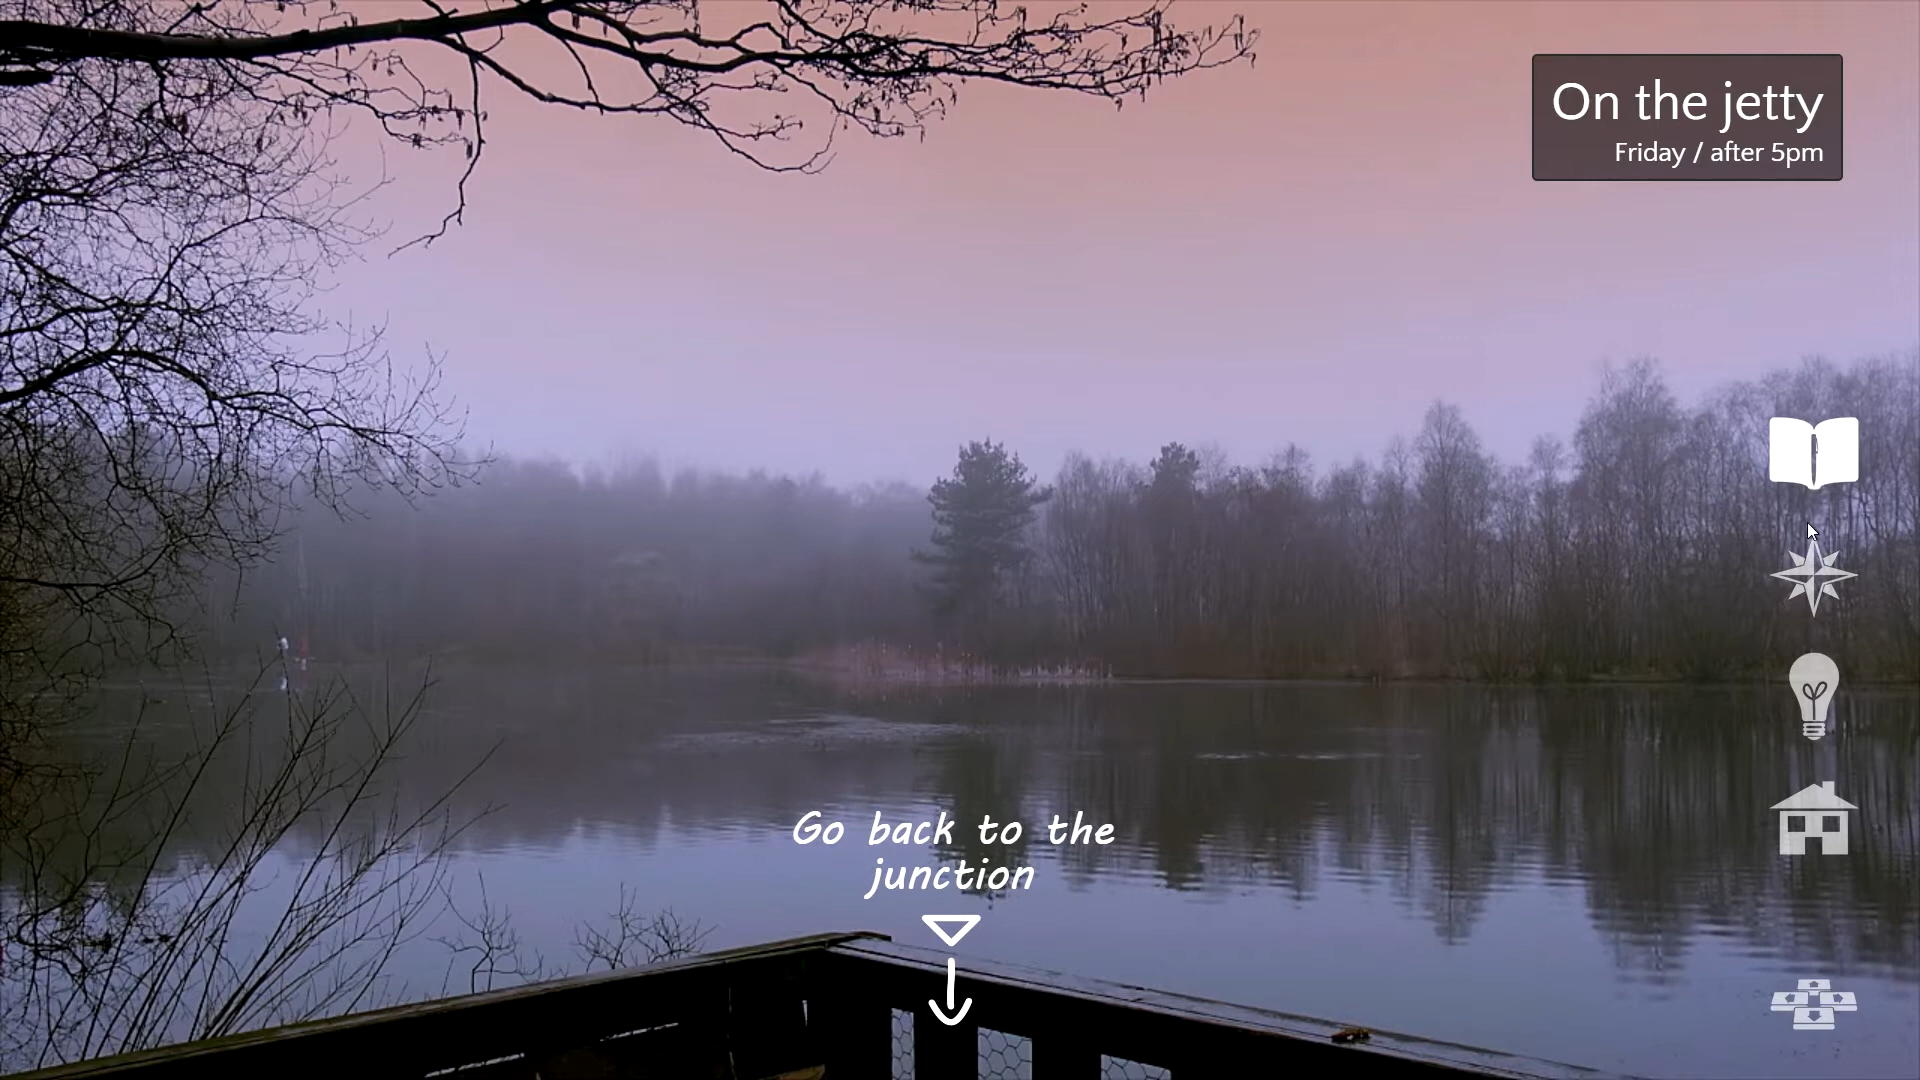 On the jetty
Friday / after 5pm
Go back to the
junction